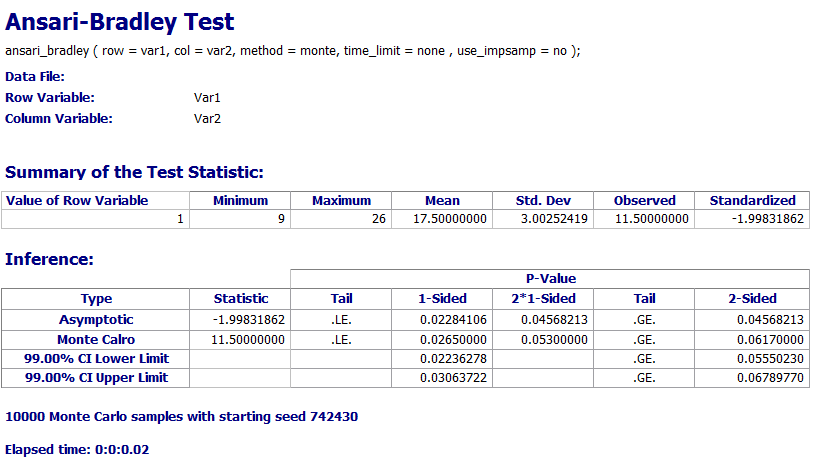 Ansari-Bradley Test
ansari_bradley ( row = var1, col = var2, method = monte, time_limit = none , use_impsamp = no );
Data File:
Row Variable: Var1
Column Variable: Var2
Summary of the Test Statistic:
Value of Row Variable Minimum Maximum Mean Std. Dev Observed Standardized
1 9 26 17.50000000 3.00252419 11.50000000 -1.99831862
Inference:
P-Value
Type Statistic Tail 1-Sided 2*1-Sided Tail 2-Sided
Asymptotic -1.99831862 .LE. 0.02284106 0.04568213 .GE. 0.04568213
Monte Calro 11.50000000 .LE. 0.02650000 0.05300000 .GE. 0.06170000
99.00% CI Lower Limit 0.02236278 .GE. 0.05550230
99.00% CI Upper Limit 0.03063722 .GE. 0.06789770
10000 Monte Carlo samples with starting seed 742430
Elapsed time: 0:0:0.02